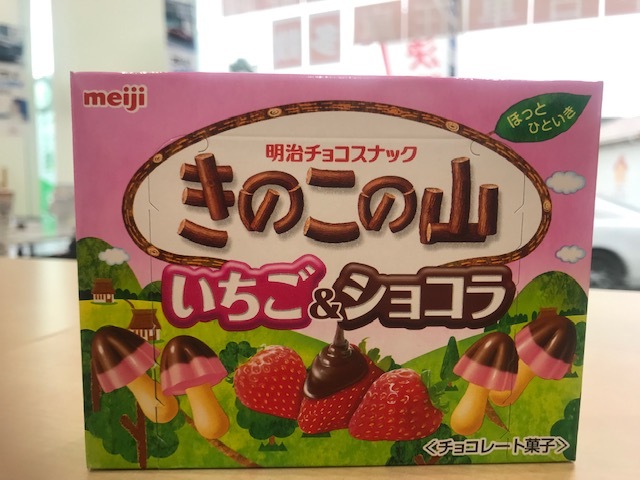 meiji
ほっと
ひといき
明治チョコスナック
きのこの山
いちご&ショコラ
<チョコレート菓子>